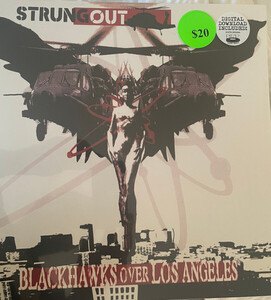 STRUNG OUT
$20
DIGITAL
DOWNLOAD
INCLUDED!
BLACKHAWKS OVER LOS ANGELES